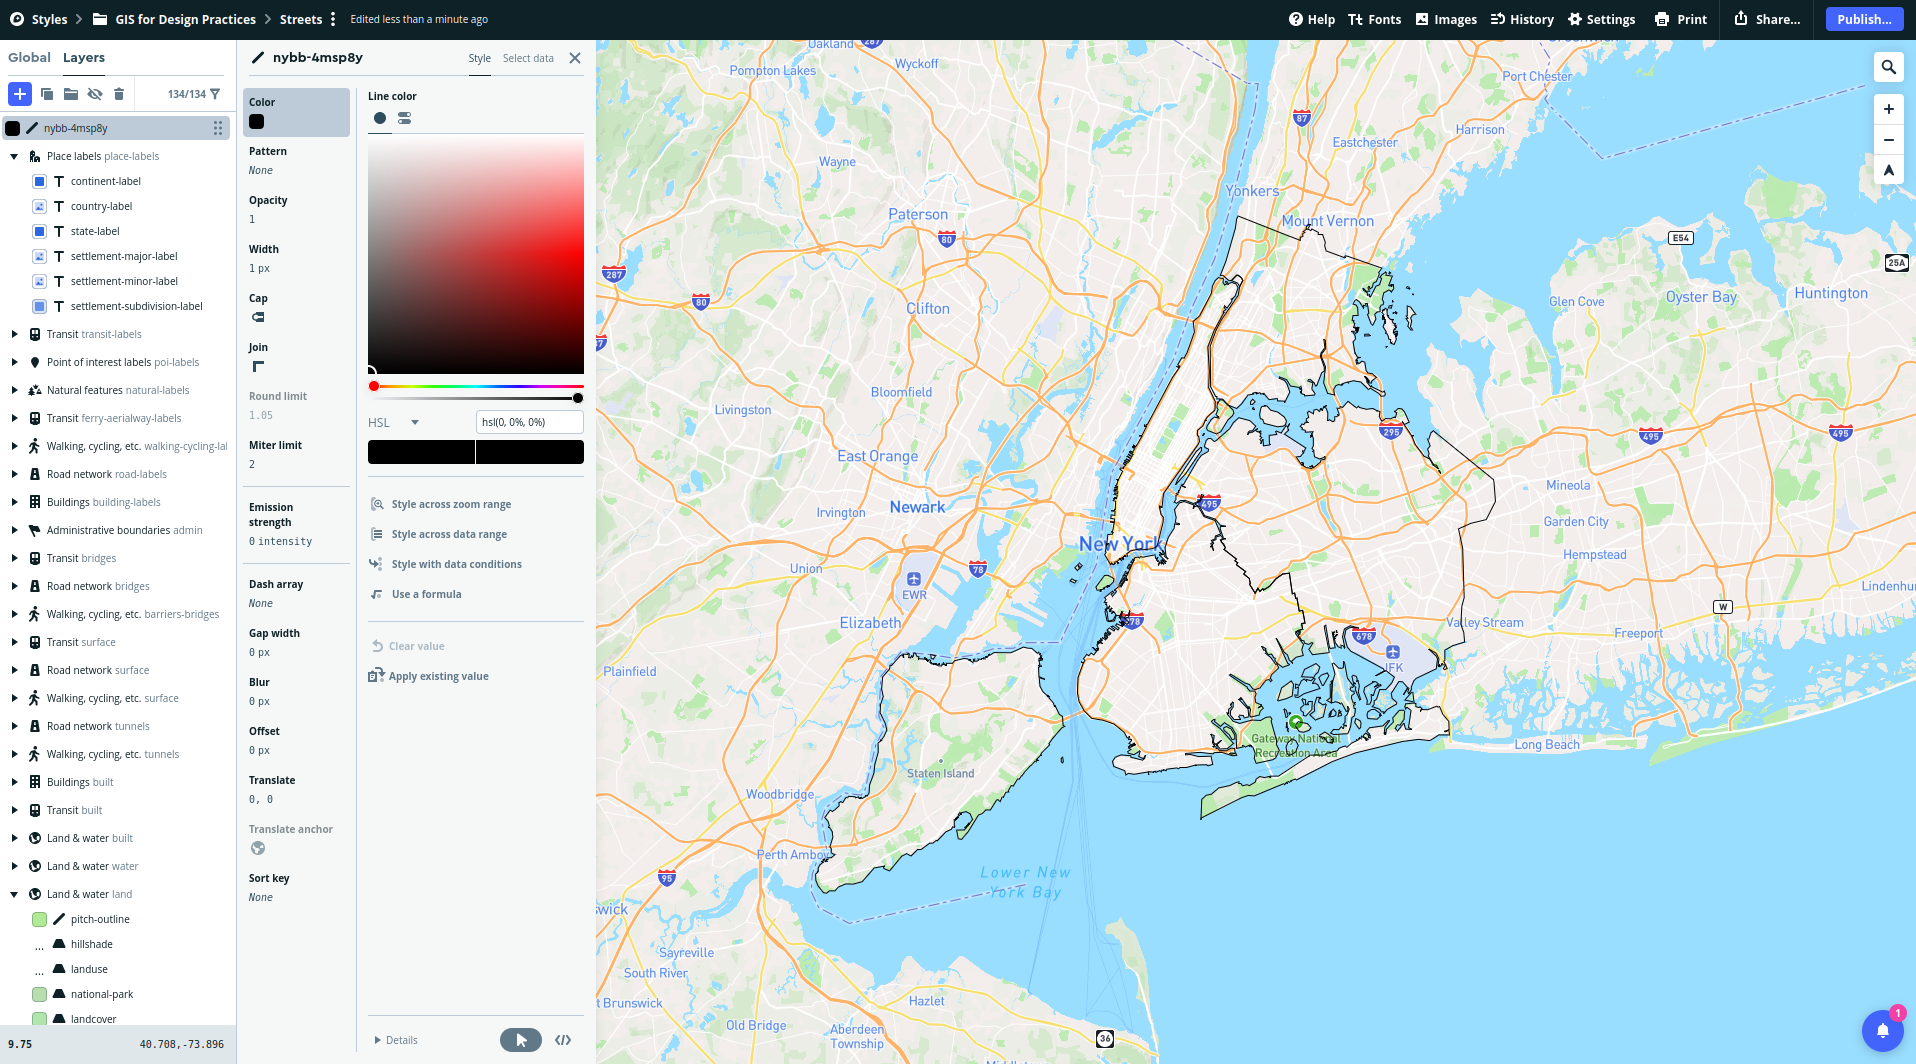 Styles
GIS for Design Practices
Streets
Edited less than a minute ago
Help
Fonts
Images
History
Settings
Print
Share...
Publish...
Global
Layers
134/134
nybb-4msp8y
Place labels place-labels
continent-label
country-label
state-label
settlement-major-label
settlement-minor-label
settlement-subdivision-label
Transit transit-labels
Point of interest labels poi-labels
Natural features natural-labels
Transit ferry-aerialway-labels
Walking, cycling, etc. walking-cycling-lal
Road network road-labels
Buildings building-labels
Administrative boundaries admin
Transit bridges
Road network bridges
Walking, cycling, etc. barriers-bridges
Transit surface
Road network surface
Walking, cycling, etc. surface
Road network tunnels
Walking, cycling, etc. tunnels
Buildings built
Transit built
Land & water built
Land & water water
Land & water land
pitch-outline
... hillshade
... landuse
national-park
landcover
9.75
40.708,-73.896
nybb-4msp8y
Style
Select data
Color
Pattern
None
Opacity
1
Width
1 px
Cap
Join
Round limit
1.05
Miter limit
2
Emission
strength
0 intensity
Dash array
None
Gap width
0 px
Blur
0 px
Offset
0 px
Translate
0, 0
Translate anchor
Sort key
None
Line color
HSL
hsl(0, 0%, 0%)
Style across zoom range
Style across data range
Style with data conditions
Use a formula
Clear value
Apply existing value
Details
</>
Oakland
287
Wyckoff
Pompton Lakes
Port Chester
87
Harrison
Eastchester
Wayne
Yonkers
Paterson
Mount Vernon
80
E54
25A
287
80
Glen Cove
Oyster Bay
Huntington
Clifton
Bloomfield
Livingston
295
495
495
East Orange
Mineola
Newark
Irvington
495
Garden City
New York
Hempstead
Union
78
EWR
Lindenhu
W
Elizabeth
78
678
Valley Stream
Freeport
JFK
Plainfield
Gateway National
Recreation Area
Long Beach
Staten Island
Woodbridge
Perth Amboy
Lower New
York Bay
95
swick
Sayreville
South River
t Brunswick
Hazlet
Old Bridge
Aberdeen
Township
36
1